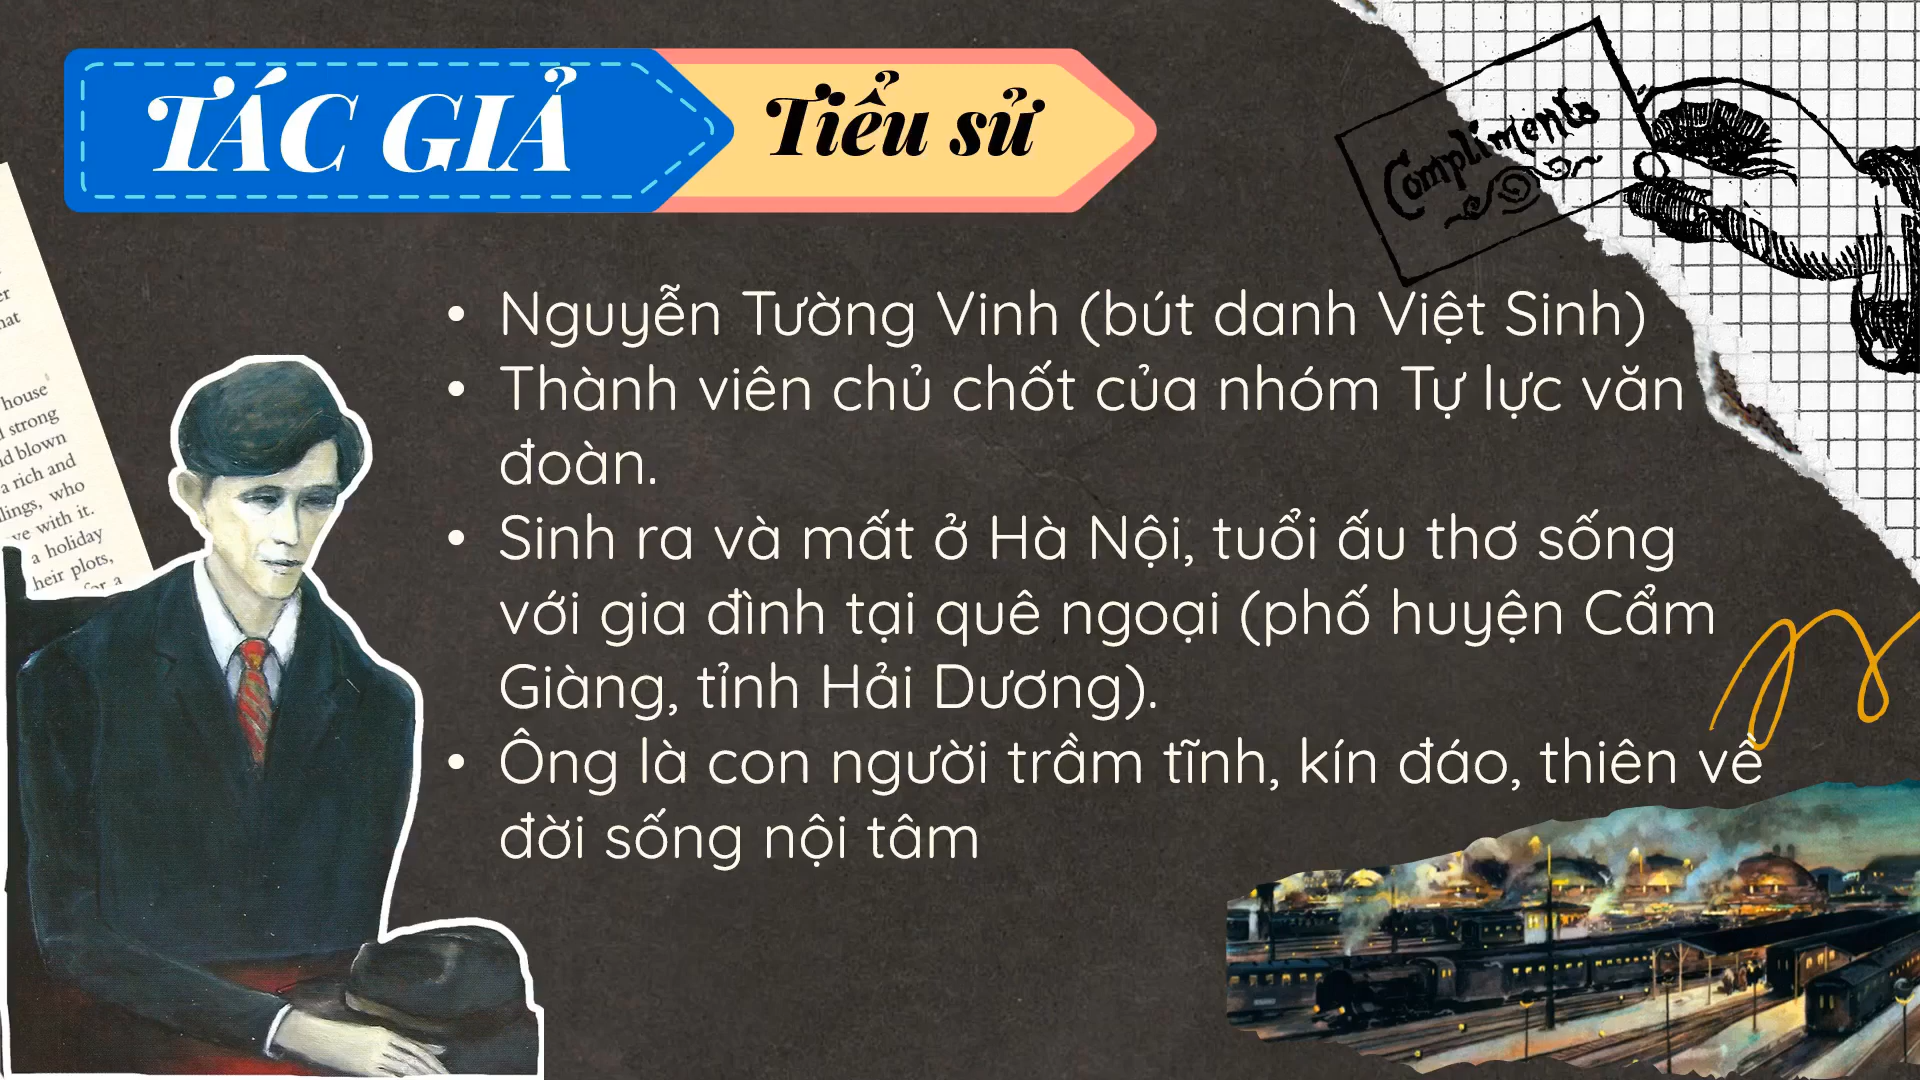 TÁC GIẢ
Tiểu sử
Compliments
• Nguyễn Tường Vinh (bút danh Việt Sinh)
• Thành viên chủ chốt của nhóm Tự lực văn
đoàn.
• Sinh ra và mất ở Hà Nội, tuổi ấu thơ sống
với gia đình tại quê ngoại (phố huyện Cẩm
Giàng, tỉnh Hải Dương).
• Ông là con người trầm tĩnh, kín đáo, thiên về
đời sống nội tâm
house
strong
blown
a rich and
who
with it.
a holiday
plots,
for a